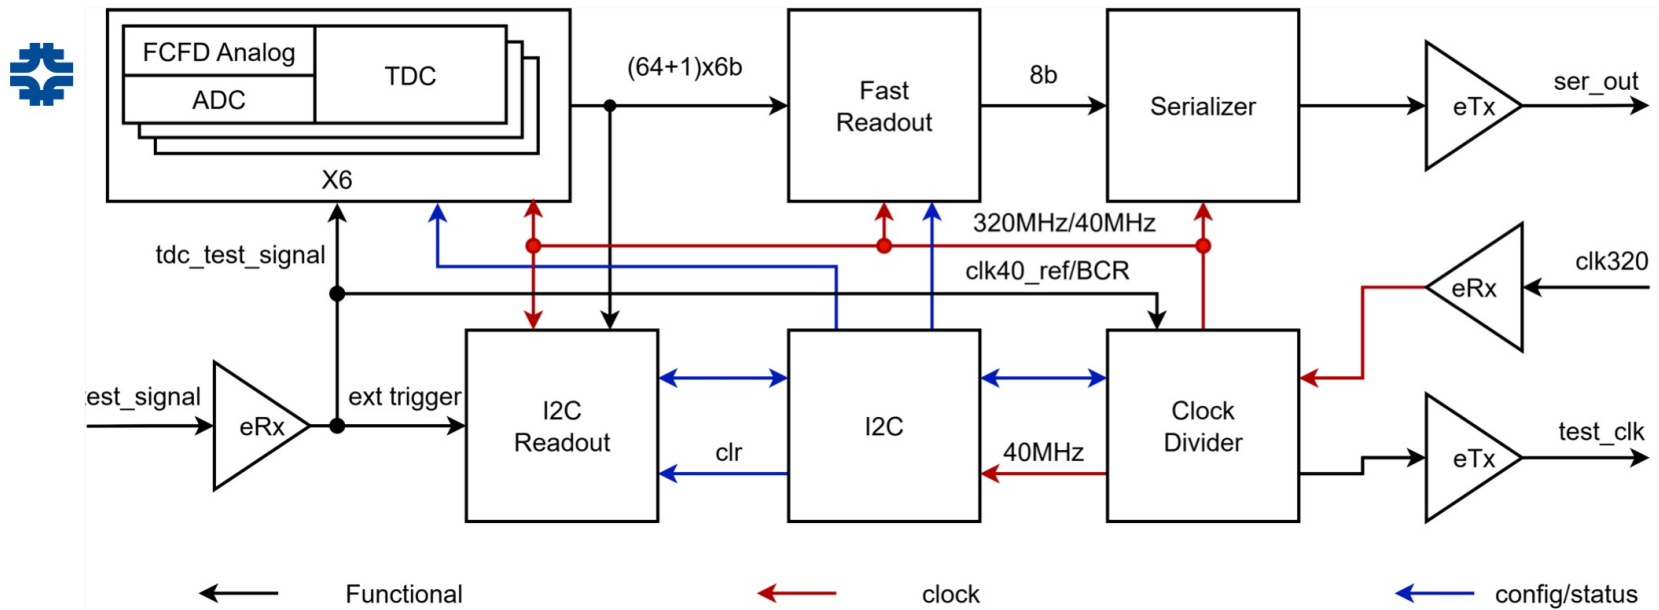 FCFD Analog
ADC
TDC
X6
(64+1)x6b
Fast
Readout
8b
Serializer
eTx
ser_out
320MHz/40MHz
tdc_test_signal
clk40_ref/BCR
clk320
eRx
est_signal
eRx
ext trigger
I2C
Readout
clr
I2C
40MHz
Clock
Divider
eTx
test_clk
Functional
clock
config/status